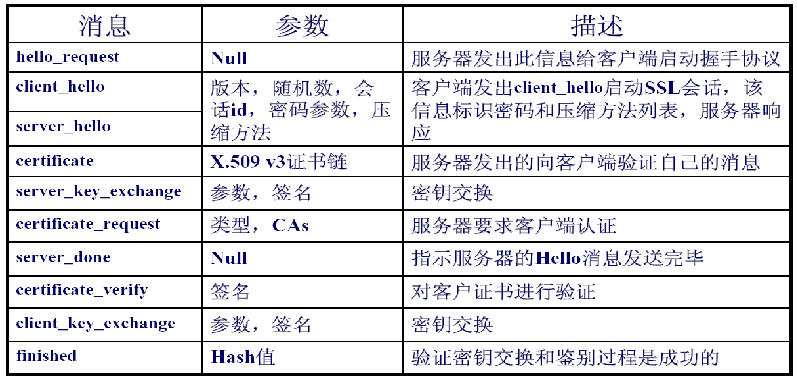 消息 参数 描述
hello_request Null 服务器发出此信息给客户端启动握手协议
client_hello
server_hello
版本，随机数，会
话id，密码参数，压
缩方法
客户端发出client_hello启动SSL会话，该
信息标识密码和压缩方法列表，服务器响
应
certificate X.509 v3证书链 服务器发出的向客户端验证自己的消息
server_key_exchange 参数，签名 密钥交换
certificate_request 类型，CAs 服务器要求客户端认证
server_done Null 指示服务器的Hello消息发送完毕
certificate_verify 签名 对客户证书进行验证
client_key_exchange 参数，签名 密钥交换
finished Hash值 验证密钥交换和鉴别过程是成功的